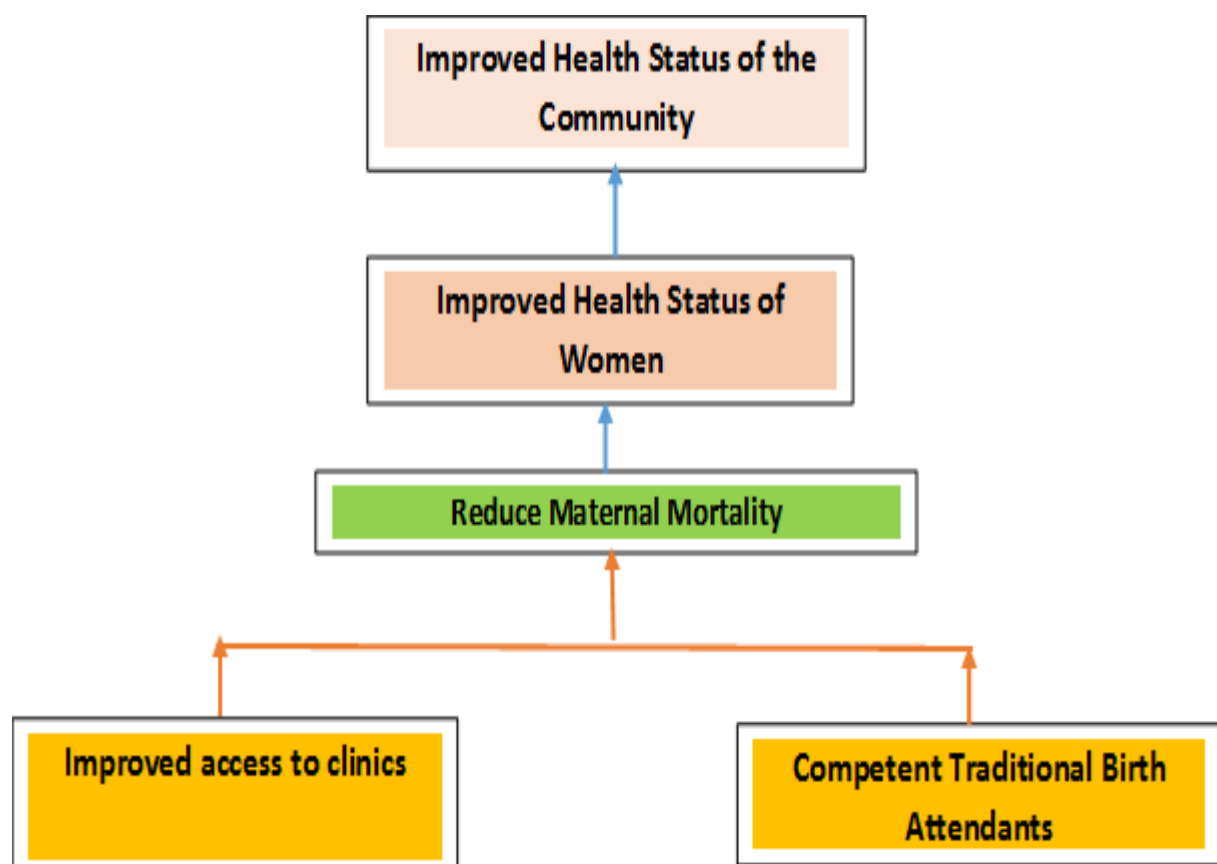 Improved Health Status of the
Community
Improved Health Status of
Women
Reduce Maternal Mortality
Improved access to clinics
Competent Traditional Birth
Attendants